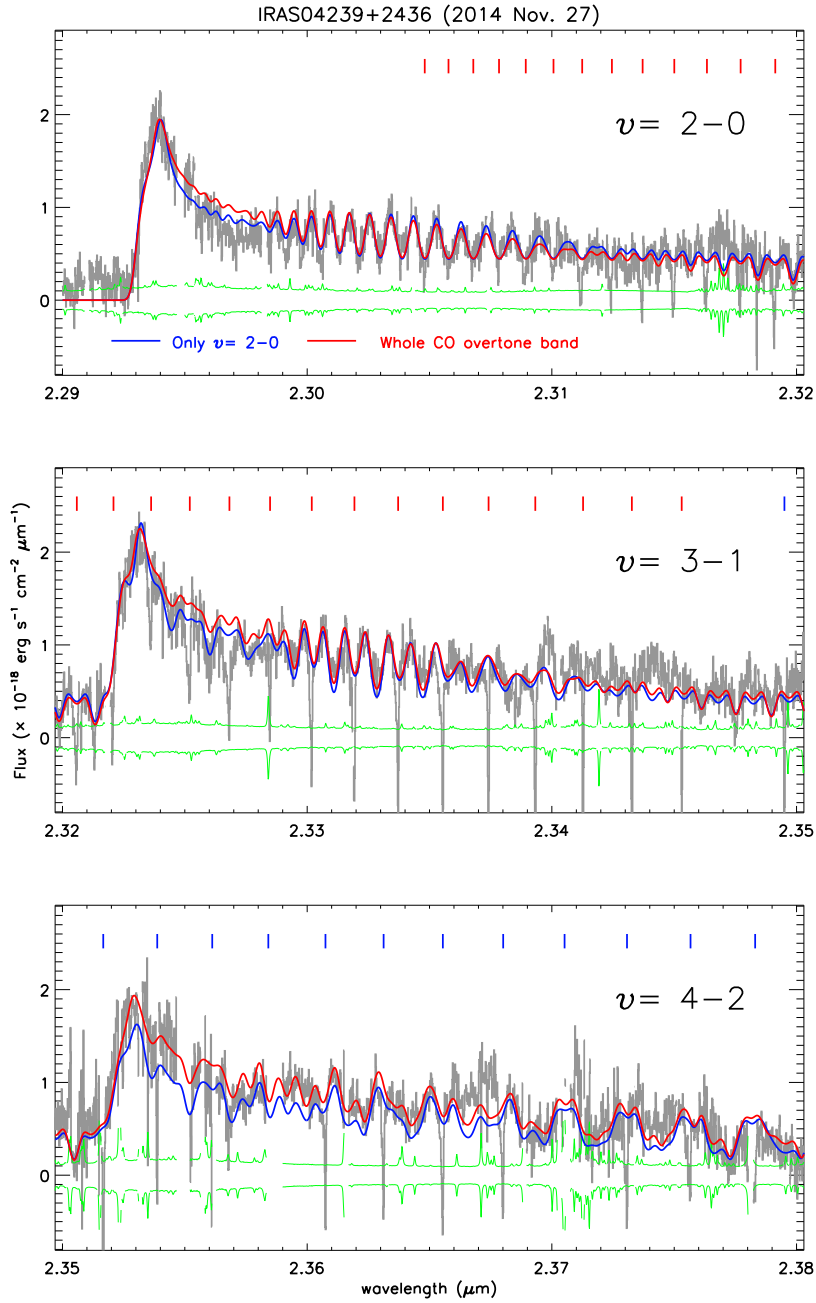 IRAS04239+2436 (2014 Nov. 27)
2
1
0
υ= 2-0
Only υ= 2-0
Whole CO overtone band
2.29 2.30 2.31 2.32
2
1
0
υ= 3-1
Flux (× 10⁻¹⁸ erg s⁻¹ cm⁻² μm⁻¹)
2.32 2.33 2.34 2.35
2
1
0
υ= 4-2
2.35 2.36 2.37 2.38
wavelength (μm)